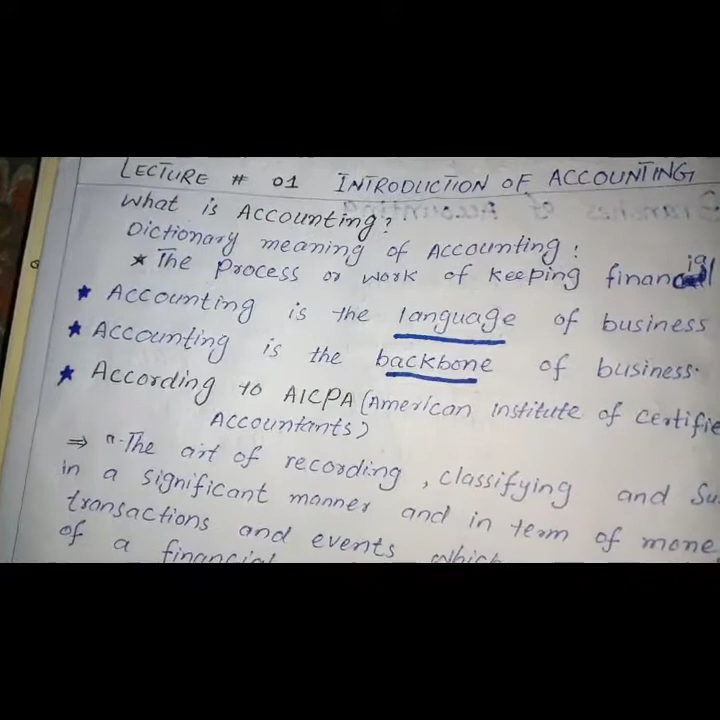 LECTURE # 01 INTRODUCTION OF ACCOUNTING
What is Accounting?
Dictionary meaning of Accounting:
★ The process or work of keeping financial
★ Accounting is the language of business
★ Accounting is the backbone of business.
★ According to AICPA (American institute of certifie
Accountants)
⇒ "The art of recording, classifying and Su
in a significant manner and in term of mone
transactions and events which
of a financial